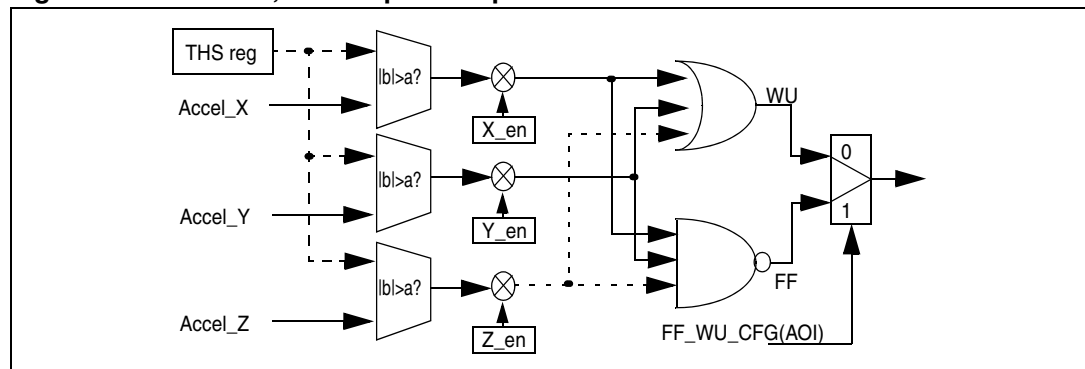 THS reg
|b|>a?
WU
Accel_X
X_en
0
|b|>a?
Accel_Y
Y_en
1
|b|>a?
FF
Accel_Z
Z_en
FF_WU_CFG(AOI)